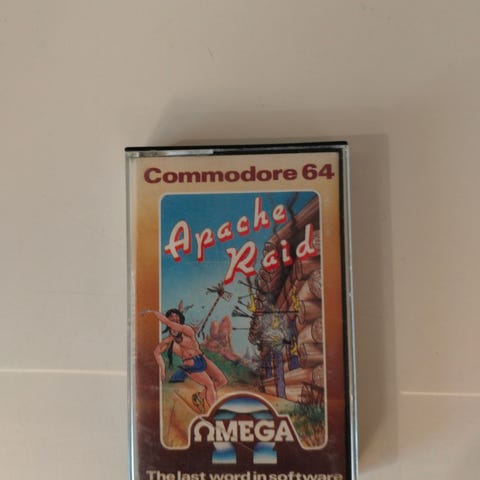 Commodore 64
Apache
Raid
ΩMEGA
The last word in software